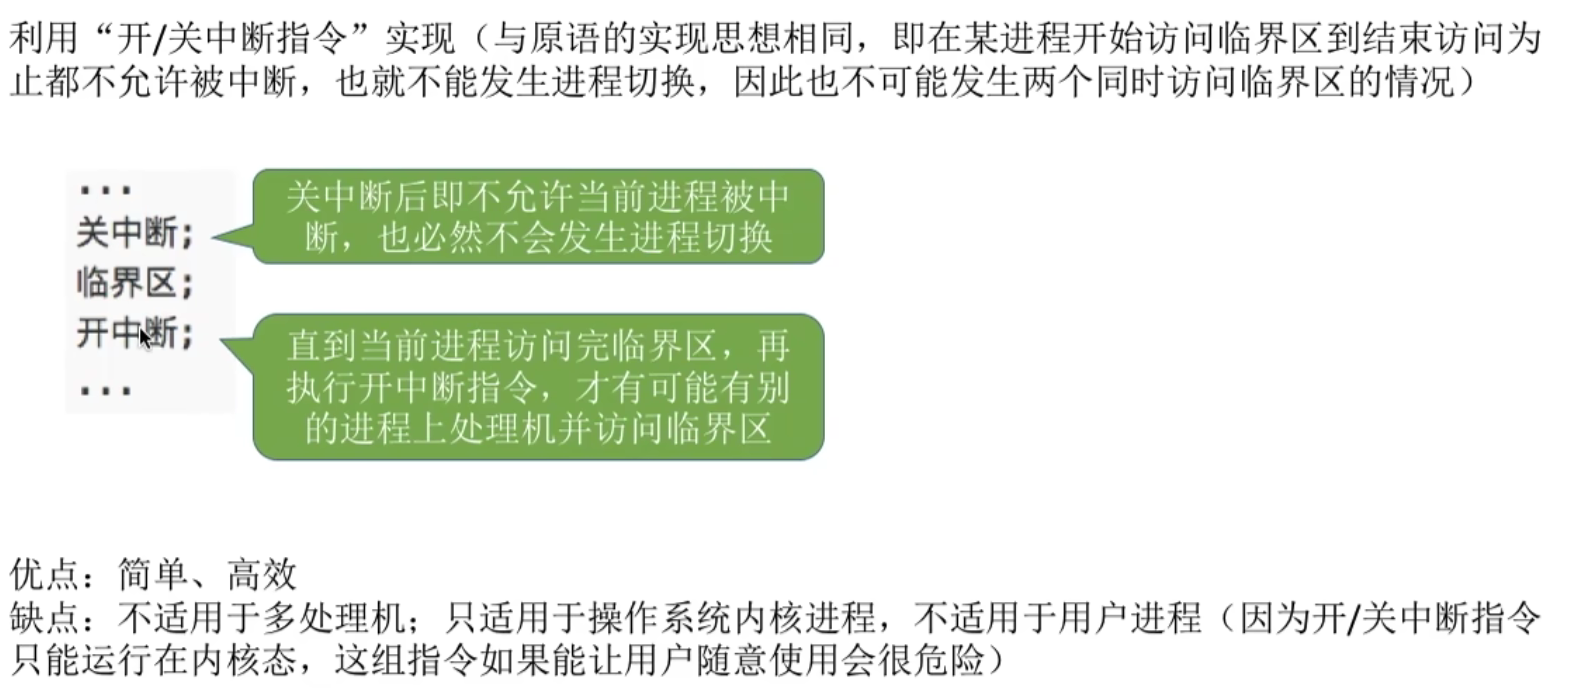 利用“开/关中断指令”实现（与原语的实现思想相同，即在某进程开始访问临界区到结束访问为
止都不允许被中断，也就不能发生进程切换，因此也不可能发生两个同时访问临界区的情况）
...
关中断;
临界区;
开中断;
...
关中断后即不允许当前进程被中
断，也必然不会发生进程切换
直到当前进程访问完临界区，再
执行开中断指令，才有可能有别
的进程上处理机并访问临界区
优点：简单、高效
缺点：不适用于多处理机；只适用于操作系统内核进程，不适用于用户进程（因为开/关中断指令
只能运行在内核态，这组指令如果能让用户随意使用会很危险）